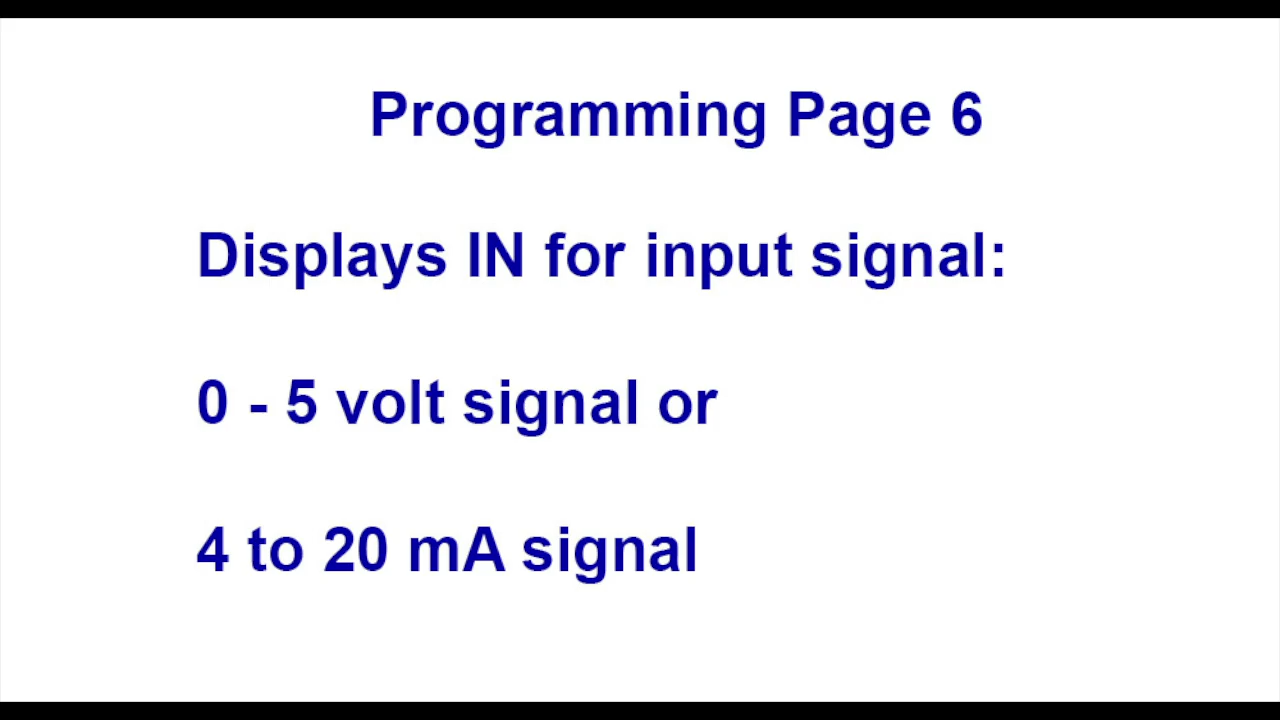 Programming Page 6
Displays IN for input signal:
0 - 5 volt signal or
4 to 20 mA signal